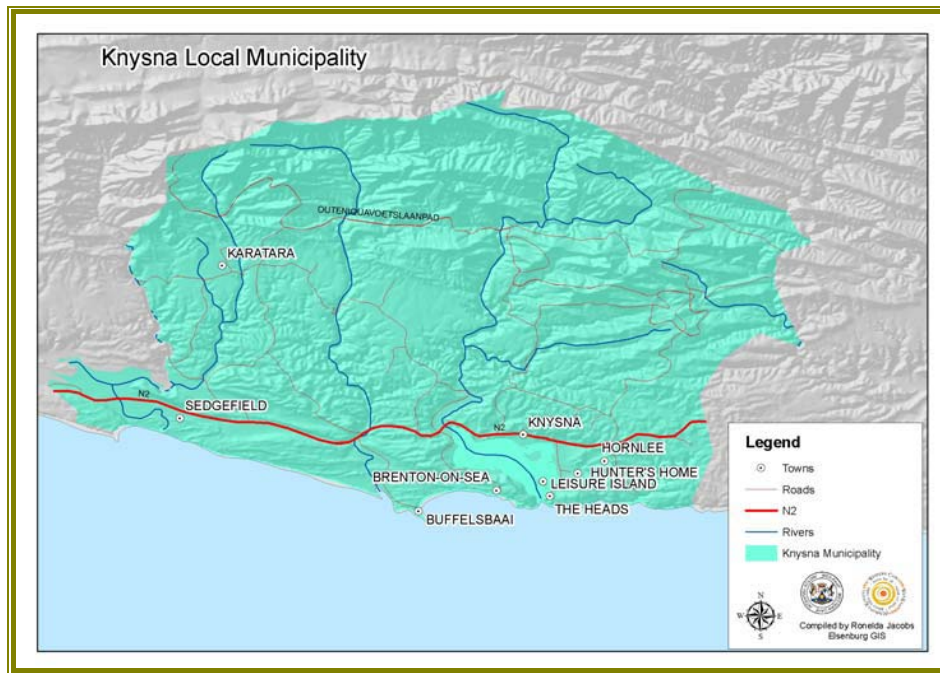 Knysna Local Municipality
OUTENIQUAVOETSLAANPAD
KARATARA
N2
SEDGEFIELD
N2
KNYSNA
HORNLEE
HUNTER'S HOME
BRENTON-ON-SEA
LEISURE ISLAND
THE HEADS
BUFFELSBAAI
Legend
Towns
Roads
N2
Rivers
Knysna Municipality
N
W
E
S
Compiled by Ronelda Jacobs
Elsenburg GIS